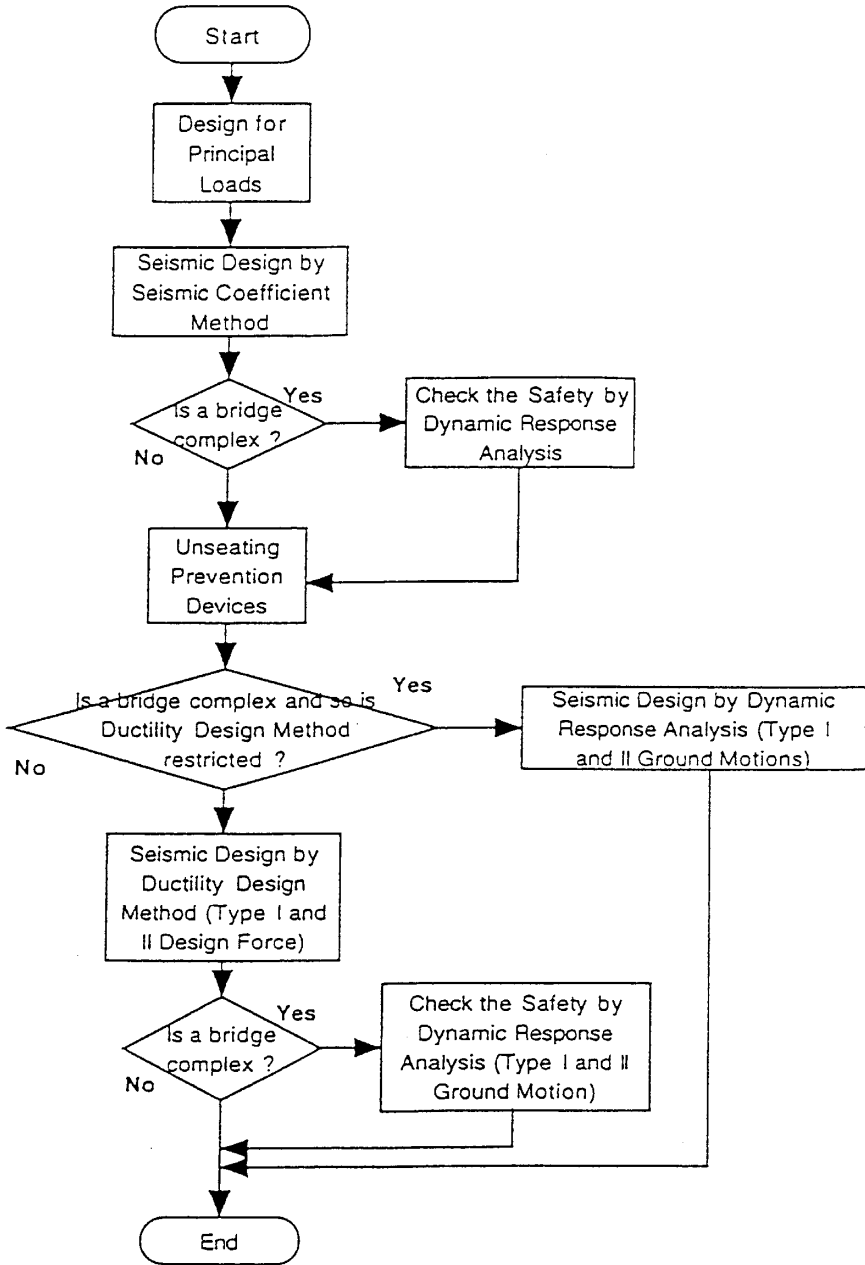 Start
Design for
Principal
Loads
Seismic Design by
Seismic Coefficient
Method
Yes
Is a bridge
complex ?
No
Check the Safety by
Dynamic Response
Analysis
Unseating
Prevention
Devices
Is a bridge complex and so is
Ductility Design Method
restricted ?
Yes
No
Seismic Design by Dynamic
Response Analysis (Type I
and II Ground Motions)
Seismic Design by
Ductility Design
Method (Type I and
II Design Force)
Yes
Is a bridge
complex ?
No
Check the Safety by
Dynamic Response
Analysis (Type I and II
Ground Motion)
End